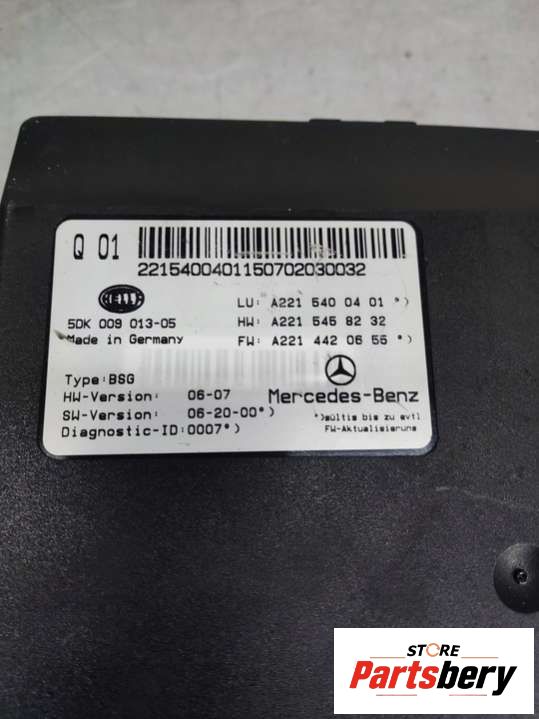 Q 01
22154004011507020 30032
HELLA
5DK 009 013-05
Made in Germany
LU: A221 540 04 01*)
HW: A221 545 82 32
FW: A221 442 06 55*)
Type:BSG
HW-Version: 06-07
SW-Version: 06-20-00*)
Diagnostic-ID:0007*)
Mercedes-Benz
*)gültig bis zu evtl
FW-Aktualisierung
STORE
Partsbery